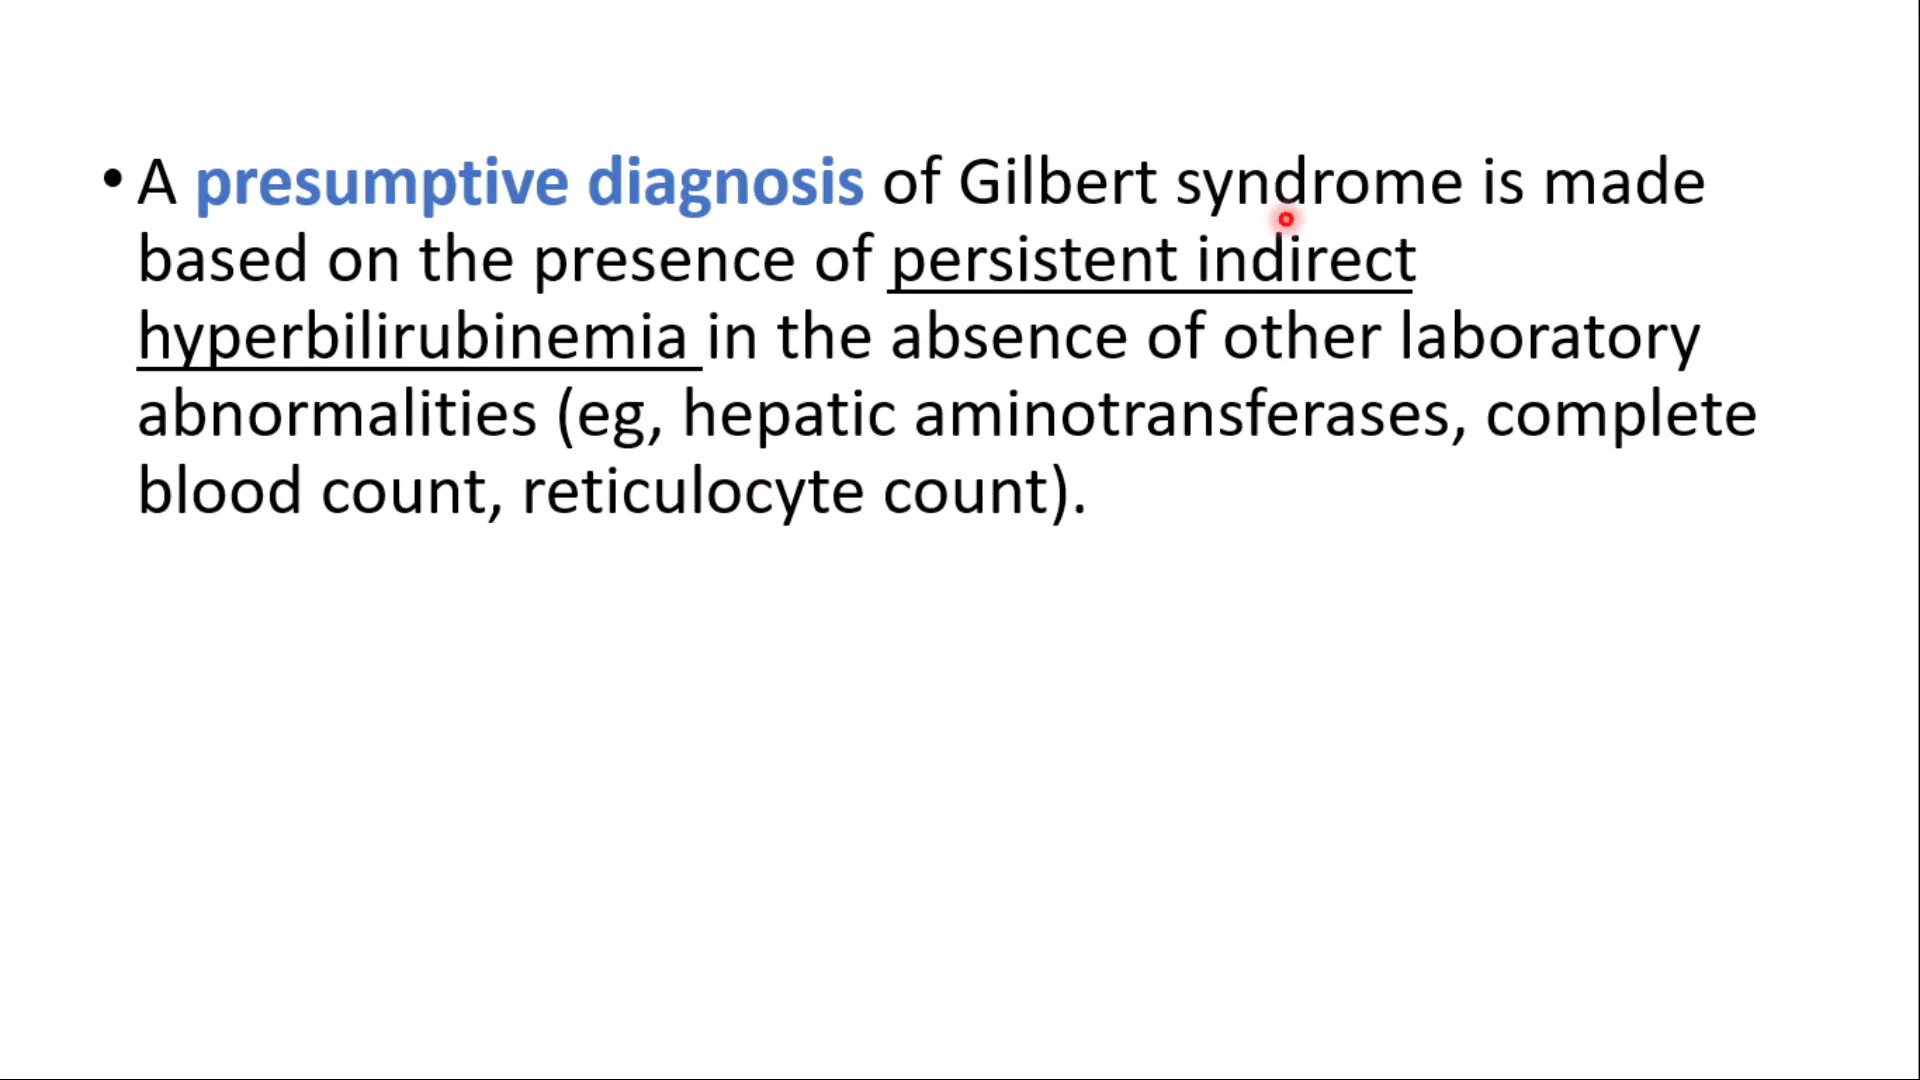 • A presumptive diagnosis of Gilbert syndrome is made
based on the presence of persistent indirect
hyperbilirubinemia in the absence of other laboratory
abnormalities (eg, hepatic aminotransferases, complete
blood count, reticulocyte count).